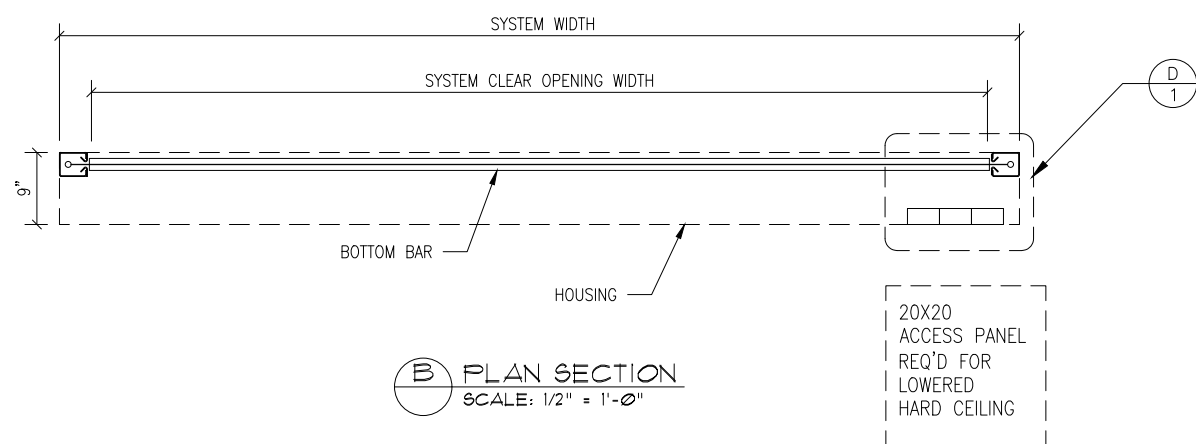 SYSTEM WIDTH
SYSTEM CLEAR OPENING WIDTH
D
1
9"
BOTTOM BAR
HOUSING
20X20
ACCESS PANEL
REQ'D FOR
LOWERED
HARD CEILING
B PLAN SECTION
SCALE: 1/2" = 1'-0"